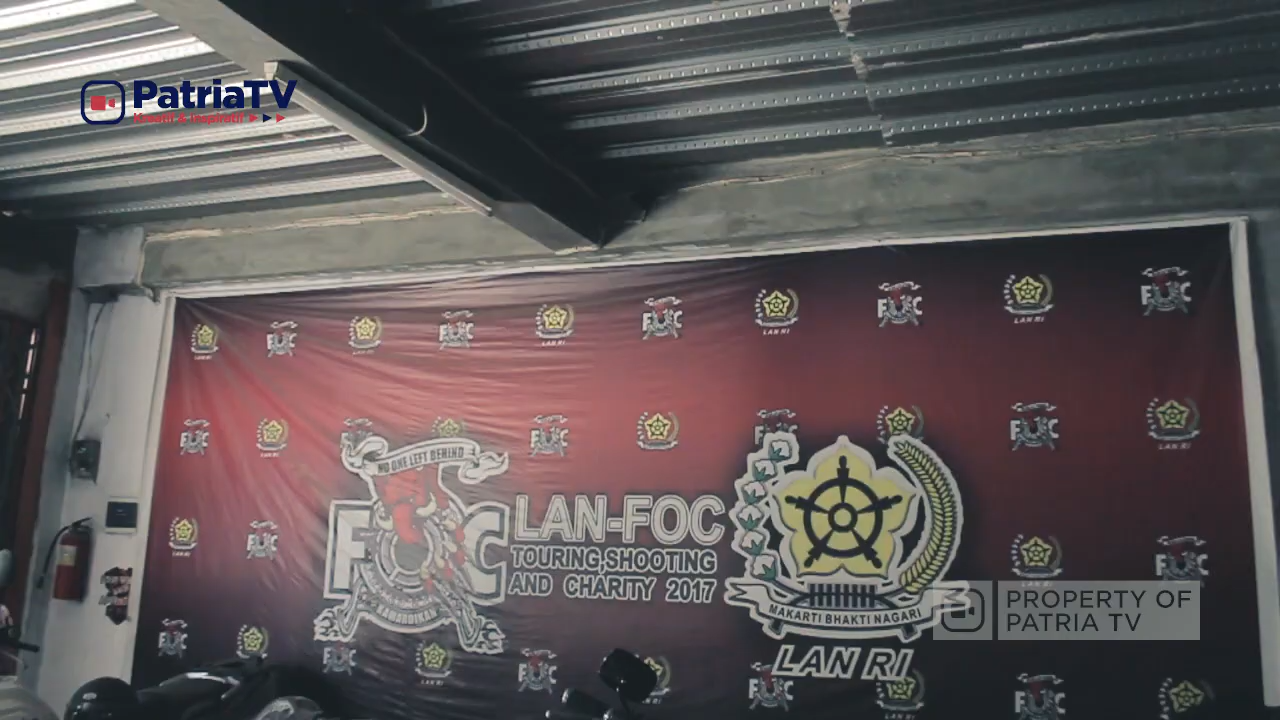 PatriaTV
Kreatif & Inspiratif
NO ONE LEFT BEHIND
FOC
LAN-FOC
TOURING,SHOOTING
AND CHARITY 2017
MAKARTI BHAKTI NAGARI
LAN RI
PROPERTY OF
PATRIA TV